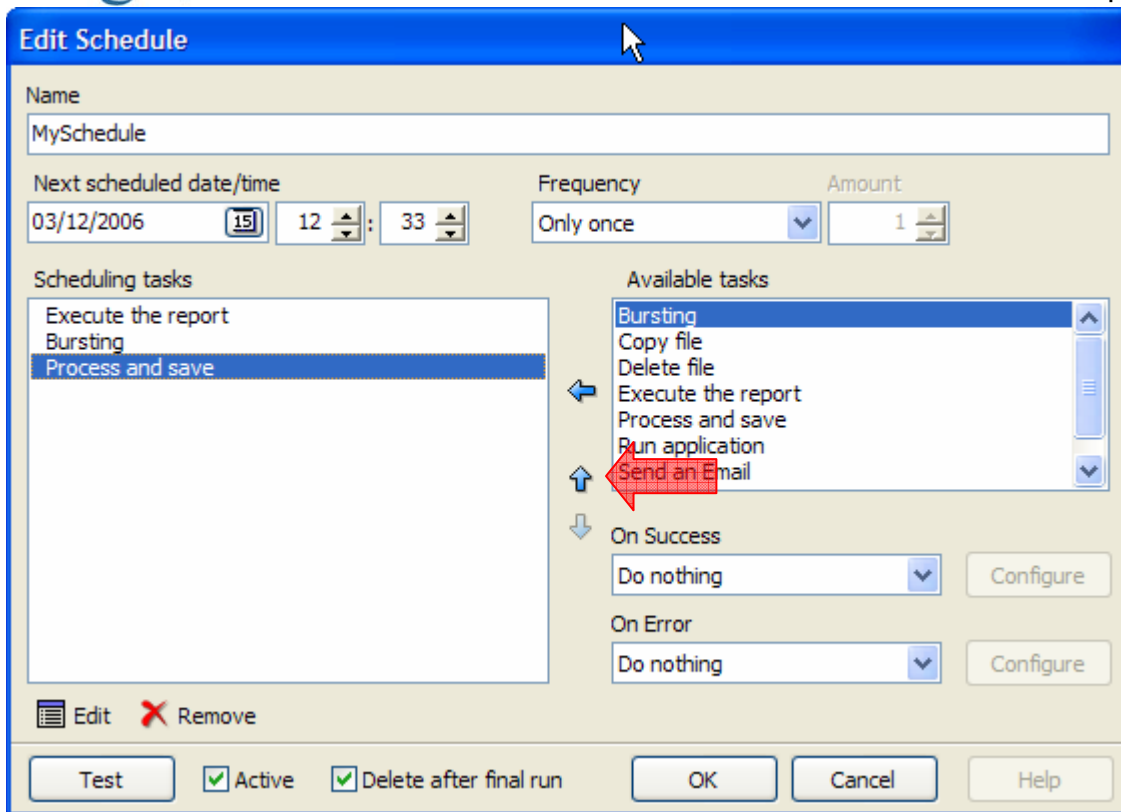 Edit Schedule
Name
MySchedule
Next scheduled date/time
Frequency
Amount
03/12/2006
15
12 : 33
Only once
1
Scheduling tasks
Execute the report
Bursting
Process and save
Available tasks
Bursting
Copy file
Delete file
Execute the report
Process and save
Run application
Send an Email
On Success
Do nothing
Configure
On Error
Do nothing
Configure
Edit
Remove
Test
Active
Delete after final run
OK
Cancel
Help